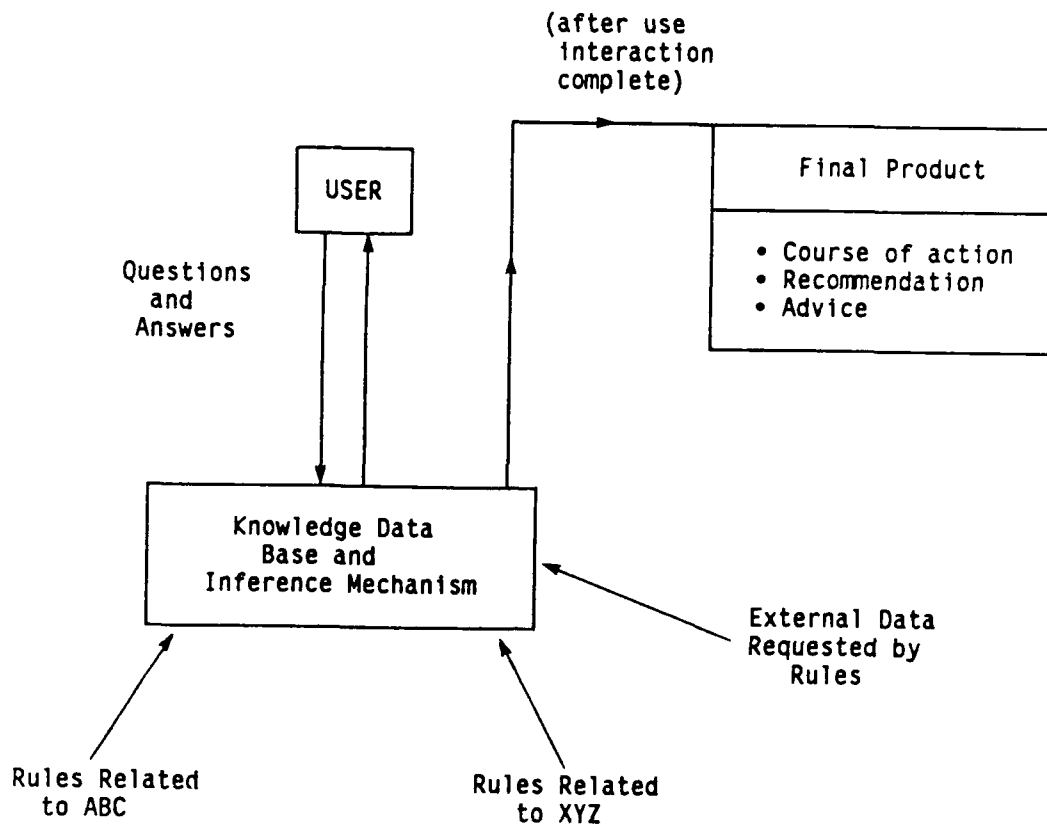 (after use
interaction
complete)
USER
Final Product
Questions
and
Answers
• Course of action
• Recommendation
• Advice
Knowledge Data
Base and
Inference Mechanism
External Data
Requested by
Rules
Rules Related
to ABC
Rules Related
to XYZ